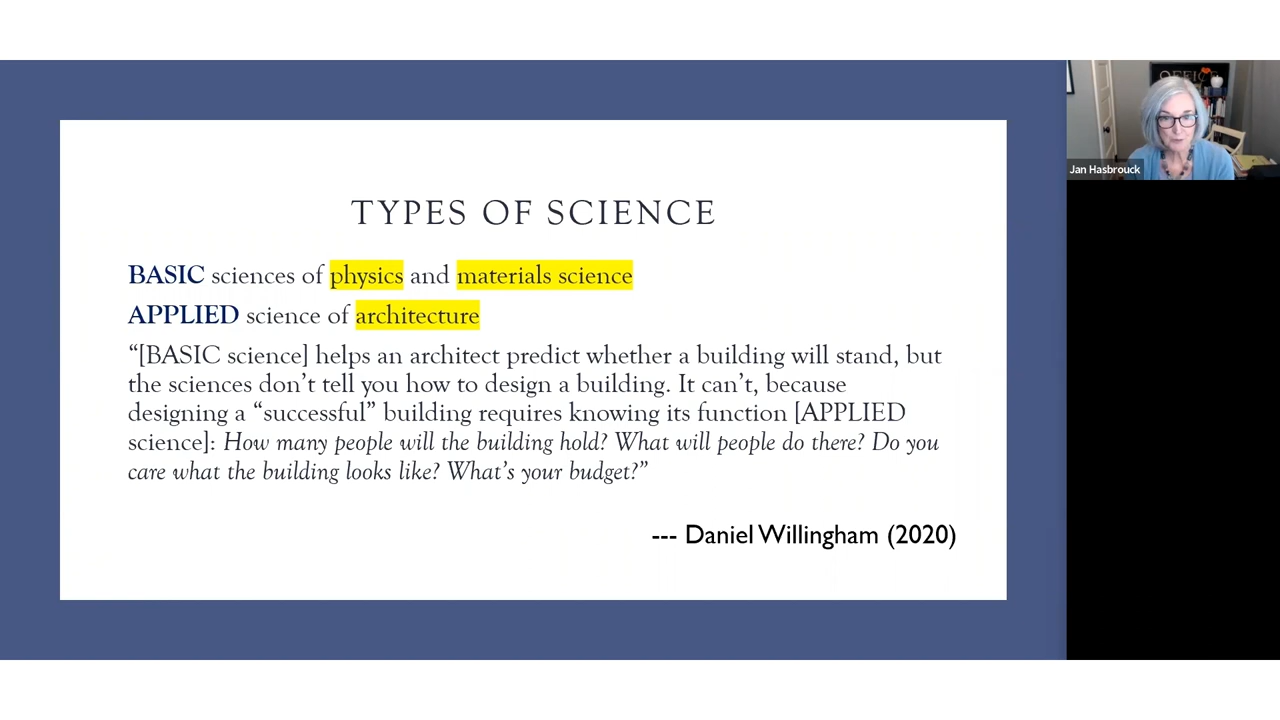 TYPES OF SCIENCE
BASIC sciences of physics and materials science
APPLIED science of architecture
“[BASIC science] helps an architect predict whether a building will stand, but
the sciences don’t tell you how to design a building. It can’t, because
designing a “successful” building requires knowing its function [APPLIED
science]: How many people will the building hold? What will people do there? Do you
care what the building looks like? What’s your budget?”
--- Daniel Willingham (2020)
OFFICE
Jan Hasbrouck